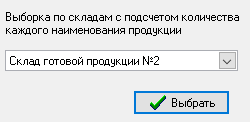 Выборка по складам с подсчетом количества
каждого наименования продукции
Склад готовой продукции №2
Выбрать